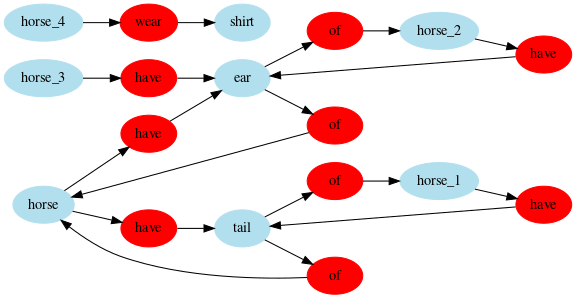 horse_4 wear shirt
of horse_2
have
horse_3 have ear
have
of
horse
of horse_1
have
have tail
of